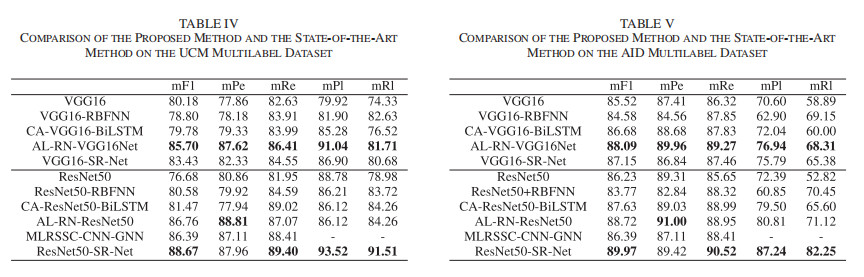 TABLE IV
COMPARISON OF THE PROPOSED METHOD AND THE STATE-OF-THE-ART
METHOD ON THE UCM MULTILABEL DATASET
mF1 mPe mRe mPl mRl
VGG16 80.18 77.86 82.63 79.92 74.33
VGG16-RBFNN 78.80 78.18 83.91 81.90 82.63
CA-VGG16-BiLSTM 79.78 79.33 83.99 85.28 76.52
AL-RN-VGG16Net 85.70 87.62 86.41 91.04 81.71
VGG16-SR-Net 83.43 82.33 84.55 86.90 80.68
ResNet50 76.68 80.86 81.95 88.78 78.98
ResNet50-RBFNN 80.58 79.92 84.59 86.21 83.72
CA-ResNet50-BiLSTM 81.47 77.94 89.02 86.12 84.26
AL-RN-ResNet50 86.76 88.81 87.07 86.12 84.26
MLRSSC-CNN-GNN 86.39 87.11 88.41 - -
ResNet50-SR-Net 88.67 87.96 89.40 93.52 91.51
TABLE V
COMPARISON OF THE PROPOSED METHOD AND THE STATE-OF-THE-ART
METHOD ON THE AID MULTILABEL DATASET
mF1 mPe mRe mPl mRl
VGG16 85.52 87.41 86.32 70.60 58.89
VGG16-RBFNN 84.58 84.56 87.85 62.90 69.15
CA-VGG16-BiLSTM 86.68 88.68 87.83 72.04 60.00
AL-RN-VGG16Net 88.09 89.96 89.27 76.94 68.31
VGG16-SR-Net 87.15 86.84 87.46 75.79 65.38
ResNet50 86.23 89.31 85.65 72.39 52.82
ResNet50+RBFNN 83.77 82.84 88.32 60.85 70.45
CA-ResNet50-BiLSTM 87.63 89.03 88.99 79.50 65.60
AL-RN-ResNet50 88.72 91.00 88.95 80.81 71.12
MLRSSC-CNN-GNN 86.39 87.11 88.41 - -
ResNet50-SR-Net 89.97 89.42 90.52 87.24 82.25